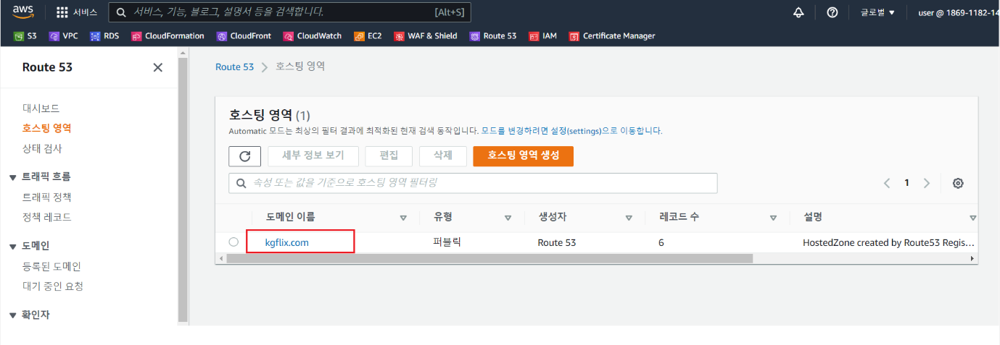 aws 서비스 서비스, 기능, 블로그, 설명서 등을 검색합니다. [Alt+S] 글로벌 ▼ user @ 1869-1182-14
S3 VPC RDS CloudFormation CloudFront CloudWatch EC2 WAF & Shield Route 53 IAM Certificate Manager
Route 53
대시보드
호스팅 영역
상태 검사
트래픽 흐름
트래픽 정책
정책 레코드
도메인
등록된 도메인
대기 중인 요청
확인자
Route 53 > 호스팅 영역
호스팅 영역 (1)
Automatic 모드는 최상의 필터 결과에 최적화된 현재 검색 동작입니다. 모드를 변경하려면 설정(settings)으로 이동합니다.
세부 정보 보기 편집 삭제 호스팅 영역 생성
속성 또는 값을 기준으로 호스팅 영역 필터링 1
도메인 이름 유형 생성자 레코드 수 설명
kgflix.com 퍼블릭 Route 53 6 HostedZone created by Route53 Regis...